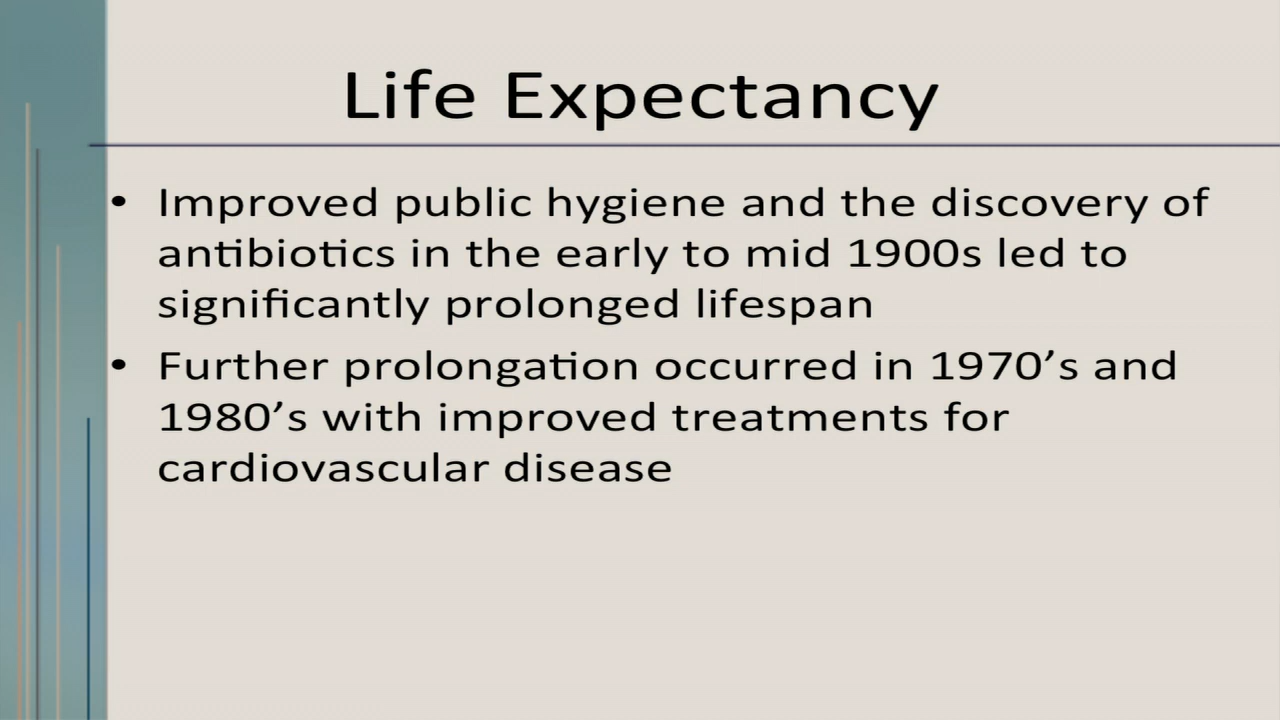 Life Expectancy
• Improved public hygiene and the discovery of
antibiotics in the early to mid 1900s led to
significantly prolonged lifespan
• Further prolongation occurred in 1970’s and
1980’s with improved treatments for
cardiovascular disease